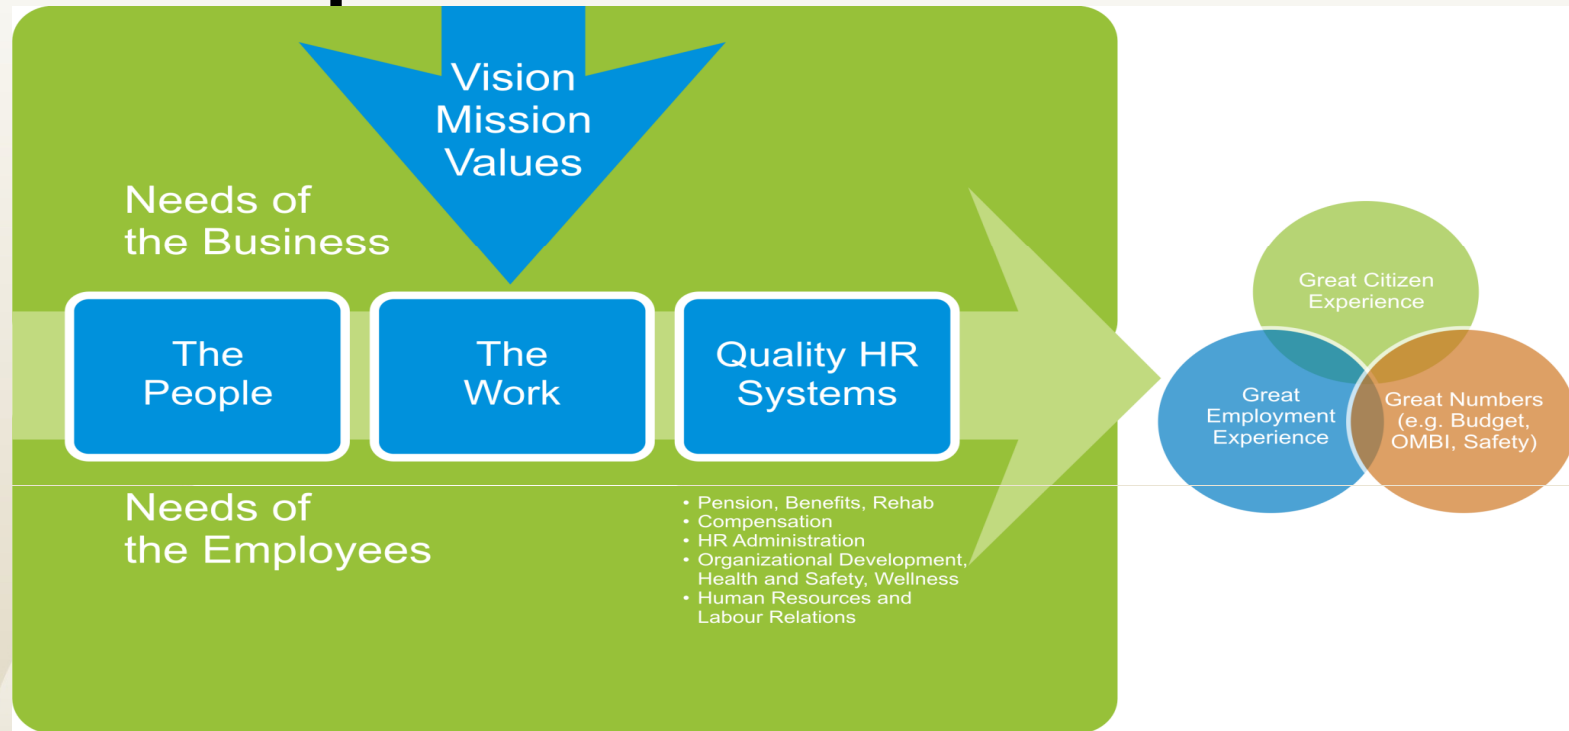 Vision
Mission
Values
Needs of
the Business
The
People
The
Work
Quality HR
Systems
Needs of
the Employees
• Pension, Benefits, Rehab
• Compensation
• HR Administration
• Organizational Development,
Health and Safety, Wellness
• Human Resources and
Labour Relations
Great Citizen
Experience
Great
Employment
Experience
Great Numbers
(e.g. Budget,
OMBI, Safety)